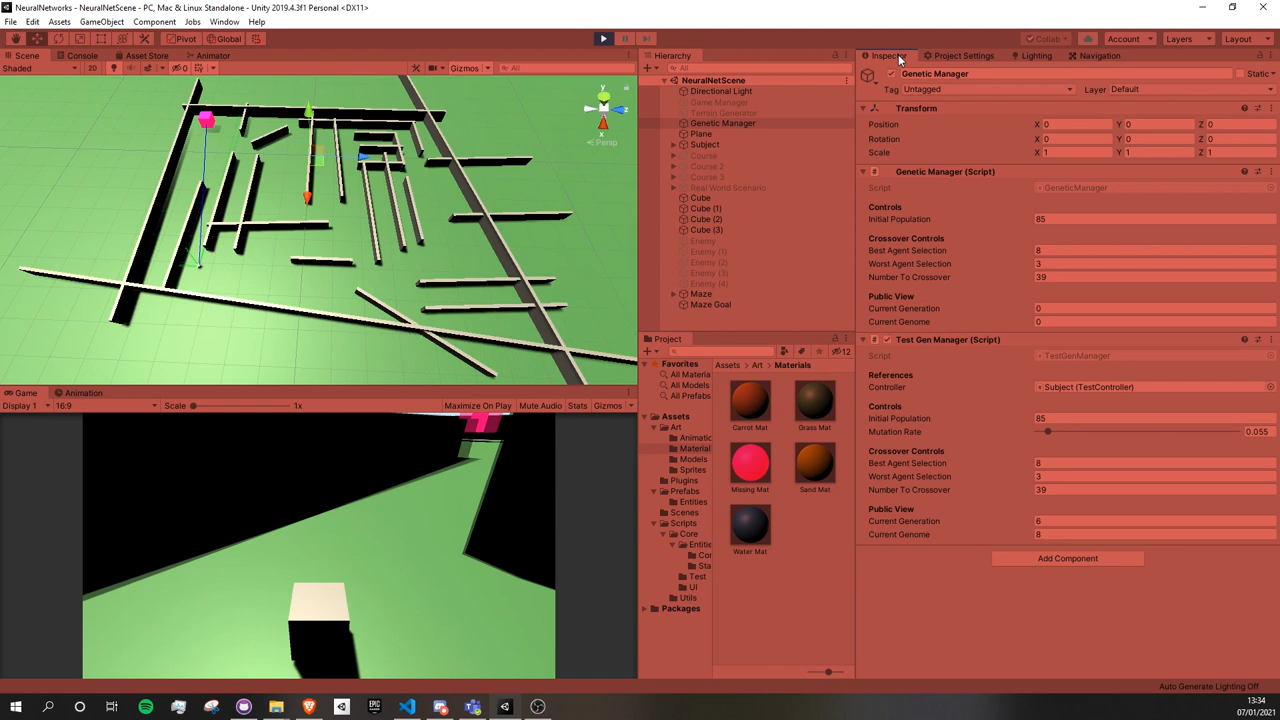 NeuralNetworks - NeuralNetScene - PC, Mac & Linux Standalone - Unity 2019.4.3f1 Personal <DX11>
File Edit Assets GameObject Component Jobs Window Help
Pivot Global Collab Account Layers Layout
Scene Console Asset Store Animator
Shaded 2D 0 Gizmos All
y
x
z
Persp
Game Animation
Display 1 16:9 Scale 1x Maximize On Play Mute Audio Stats Gizmos
Hierarchy
All
NeuralNetScene
Directional Light
Game Manager
Terrain Generator
Genetic Manager
Plane
Subject
Course
Course 2
Course 3
Real World Scenario
Cube
Cube (1)
Cube (2)
Cube (3)
Enemy
Enemy (1)
Enemy (2)
Enemy (3)
Enemy (4)
Maze
Maze Goal
Project
12
Favorites
All Materia
All Models
All Prefabs
Assets
Art
Animatic
Material
Models
Sprites
Plugins
Prefabs
Entities
Scenes
Scripts
Core
Entitie
Cor
Sta
Test
UI
Utils
Packages
Assets Art Materials
Carrot Mat Grass Mat
Missing Mat Sand Mat
Water Mat
Inspector Project Settings Lighting Navigation
Genetic Manager Static
Tag Untagged Layer Default
Transform
Position X 0 Y 0 Z 0
Rotation X 0 Y 0 Z 0
Scale X 1 Y 1 Z 1
Genetic Manager (Script)
Script GeneticManager
Controls
Initial Population 85
Crossover Controls
Best Agent Selection 8
Worst Agent Selection 3
Number To Crossover 39
Public View
Current Generation 0
Current Genome 0
Test Gen Manager (Script)
Script TestGenManager
References
Controller Subject (TestController)
Controls
Initial Population 85
Mutation Rate 0.055
Crossover Controls
Best Agent Selection 8
Worst Agent Selection 3
Number To Crossover 39
Public View
Current Generation 6
Current Genome 8
Add Component
Auto Generate Lighting Off
EPIC
13:34
07/01/2021